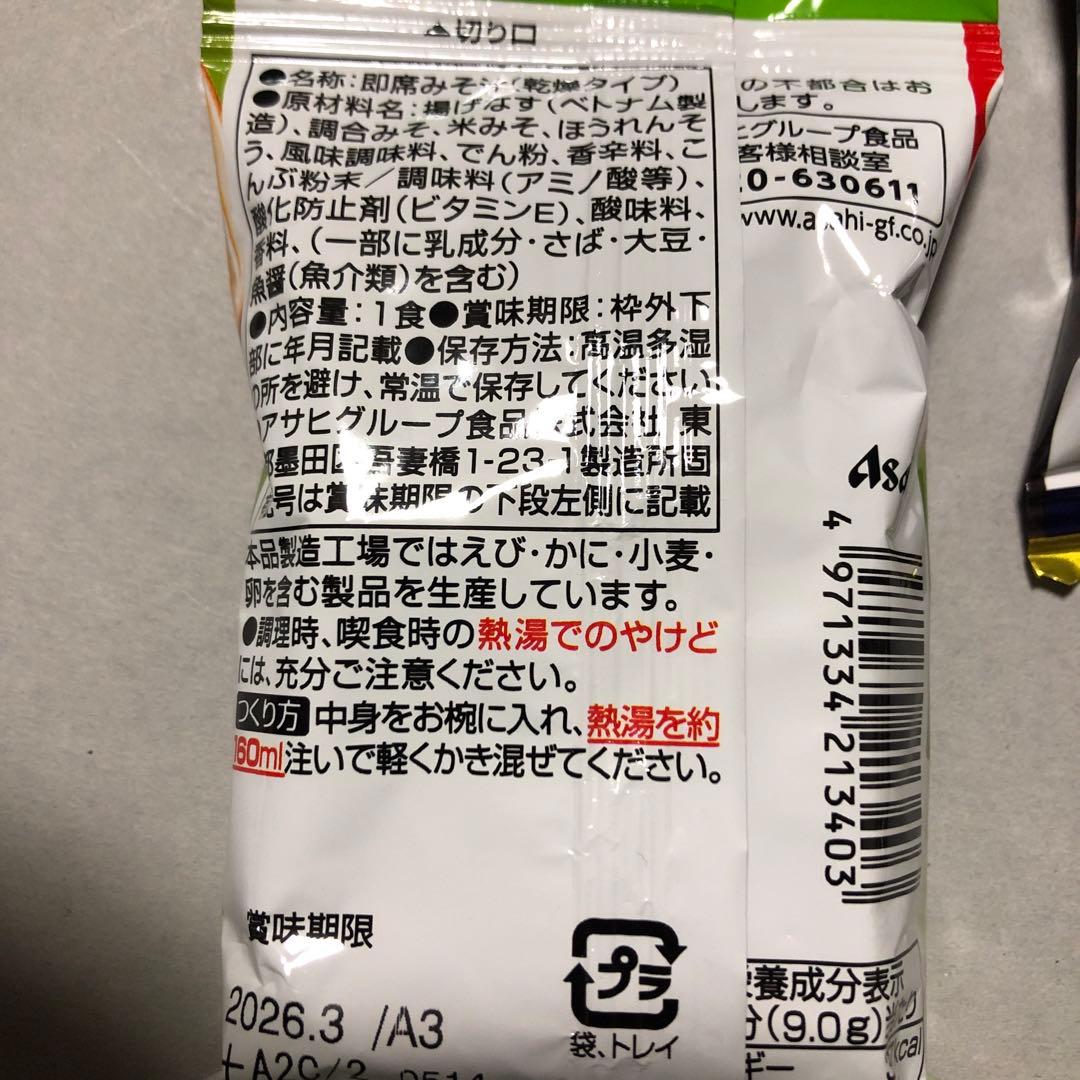 ▲切り口
●名称:即席みそ汁(乾燥タイプ)
●原材料名:揚げなす(ベトナム製
造)、調合みそ、米みそ、ほうれんそ
う、風味調味料、でん粉、香辛料、こ
んぶ粉末/調味料(アミノ酸等)、
酸化防止剤(ビタミンE)、酸味料、
香料、(一部に乳成分・さば・大豆・
魚醤(魚介類)を含む)
●内容量:1食●賞味期限:枠外下
部に年月記載●保存方法:高温多湿
の所を避け、常温で保存してください
アサヒグループ食品株式会社 東
墨田区吾妻橋1-23-1製造所固
記号は賞味期限の下段左側に記載
本品製造工場ではえび・かに・小麦・
卵を含む製品を生産しています。
●調理時、喫食時の熱湯でのやけど
には、充分ご注意ください。
つくり方 中身をお椀に入れ、熱湯を約
160ml注いで軽くかき混ぜてください。
賞味期限
2026.3 /A3
+A2C/2
プラ
袋、トレイ
の不都合はお
します。
ヒグループ食品
客様相談室
20-630611
www.asahi-gf.co.jp
Asa
4 971334 213403
栄養成分表示
分(9.0g)当たり
kcal
ギー